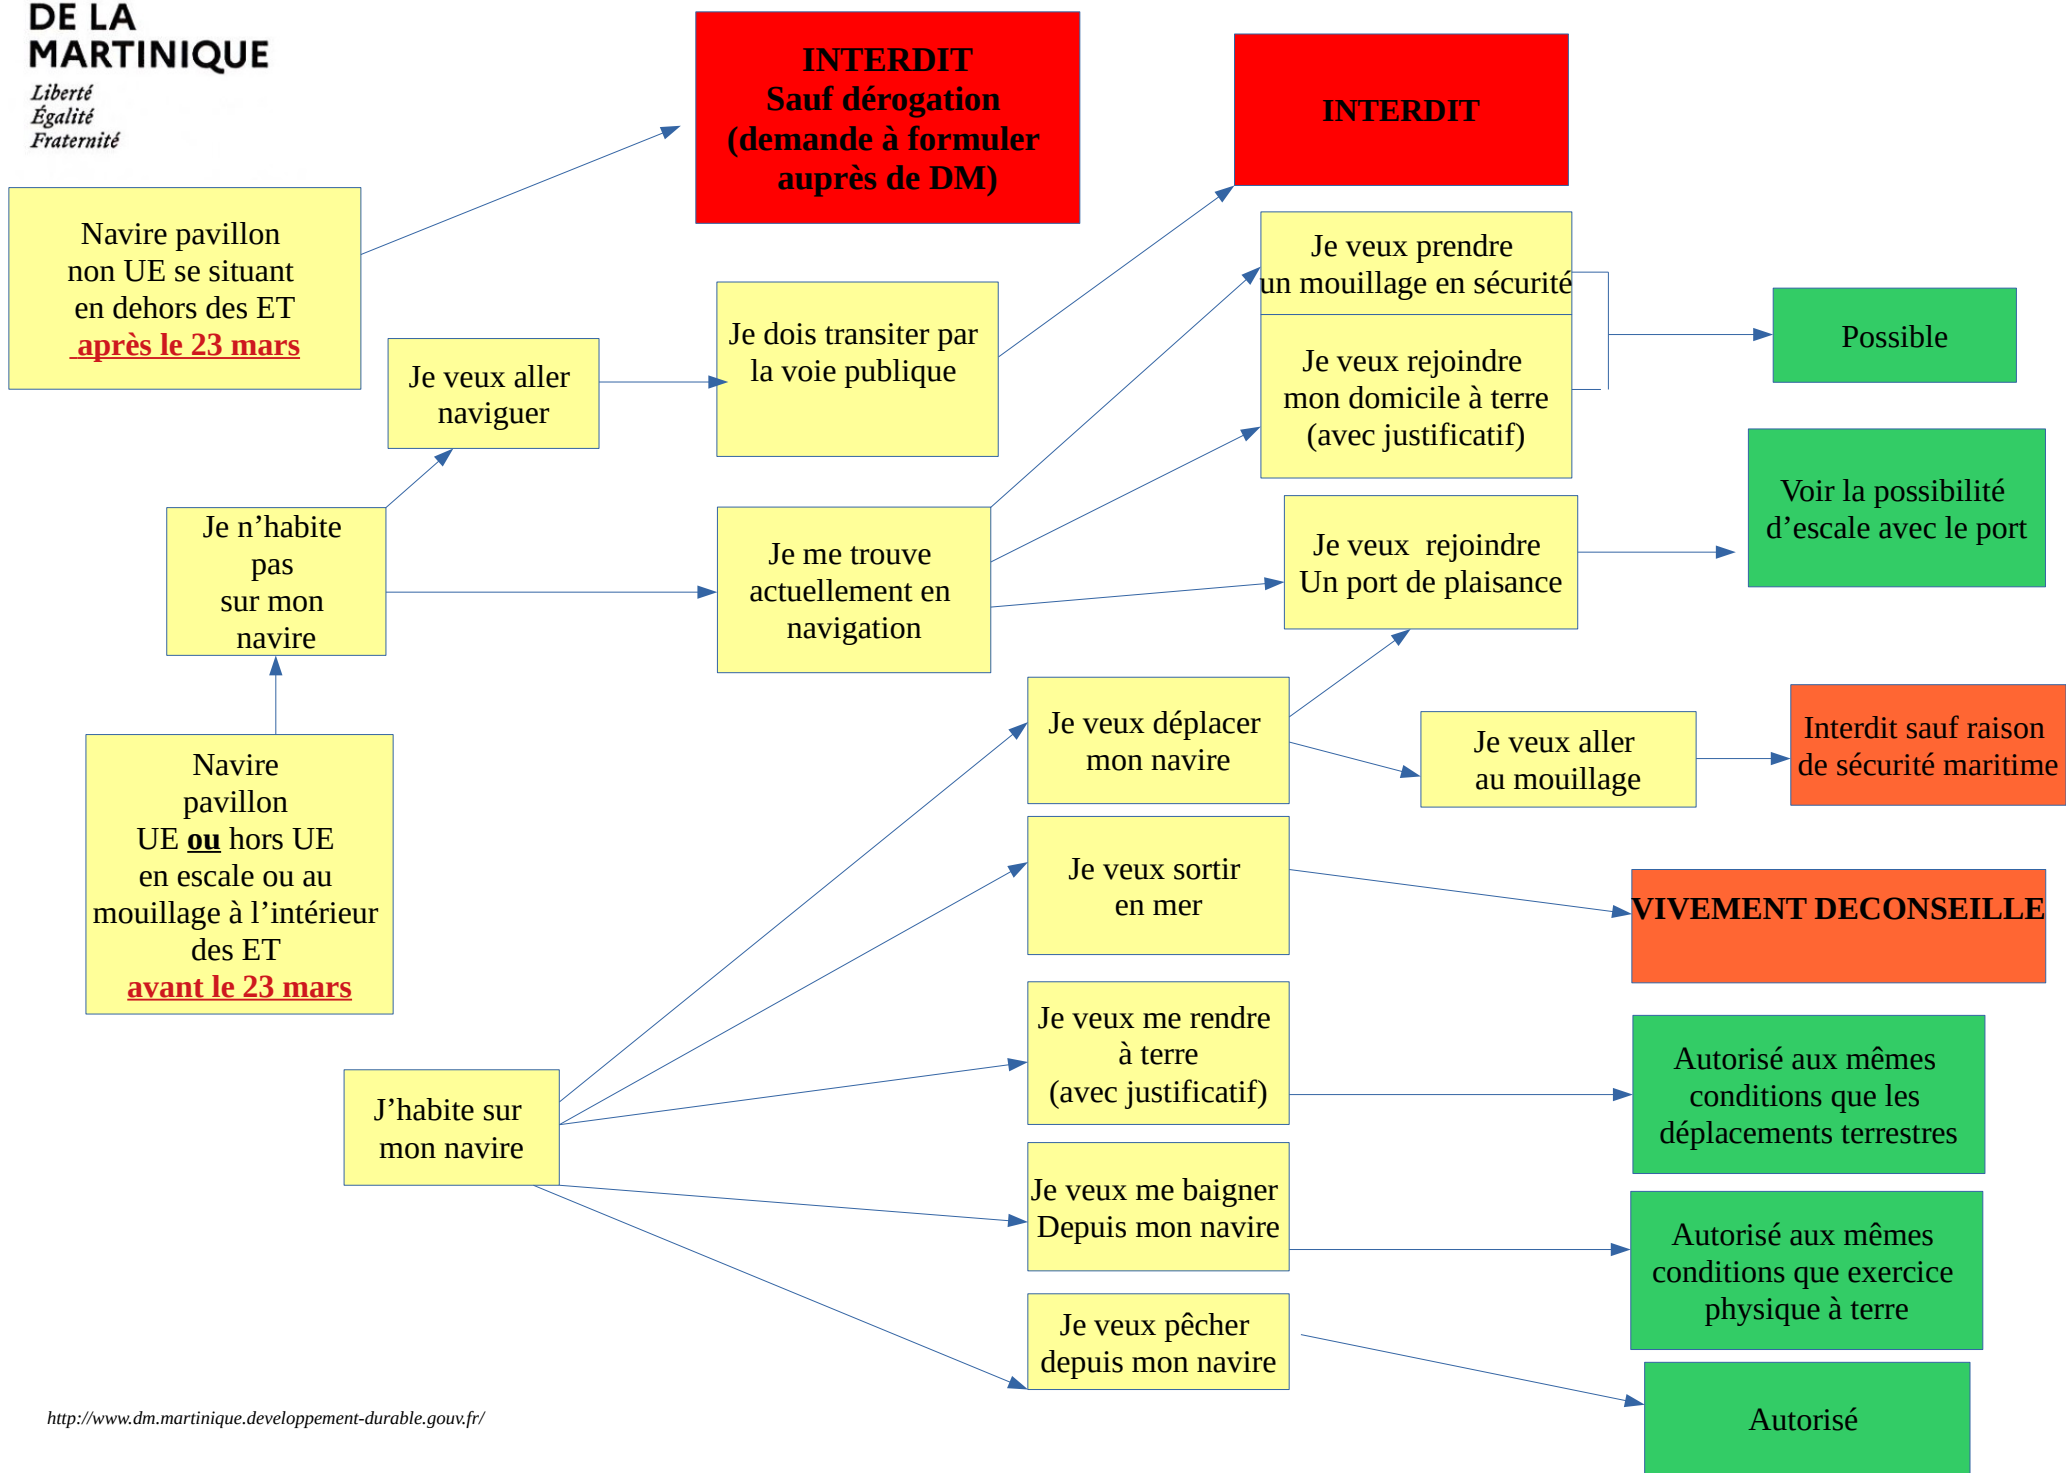 DE LA
MARTINIQUE
Liberté
Égalité
Fraternité
INTERDIT
Sauf dérogation
(demande à formuler
auprès de DM)
INTERDIT
Navire pavillon
non UE se situant
en dehors des ET
après le 23 mars
Je veux aller
naviguer
Je dois transiter par
la voie publique
Je veux prendre
un mouillage en sécurité
Je veux rejoindre
mon domicile à terre
(avec justificatif)
Possible
Voir la possibilité
d’escale avec le port
Je n’habite
pas
sur mon
navire
Je me trouve
actuellement en
navigation
Je veux rejoindre
Un port de plaisance
Navire
pavillon
UE ou hors UE
en escale ou au
mouillage à l’intérieur
des ET
avant le 23 mars
Je veux déplacer
mon navire
Je veux aller
au mouillage
Interdit sauf raison
de sécurité maritime
Je veux sortir
en mer
VIVEMENT DECONSEILLE
J’habite sur
mon navire
Je veux me rendre
à terre
(avec justificatif)
Autorisé aux mêmes
conditions que les
déplacements terrestres
Je veux me baigner
Depuis mon navire
Autorisé aux mêmes
conditions que exercice
physique à terre
Je veux pêcher
depuis mon navire
Autorisé
http://www.dm.martinique.developpement-durable.gouv.fr/